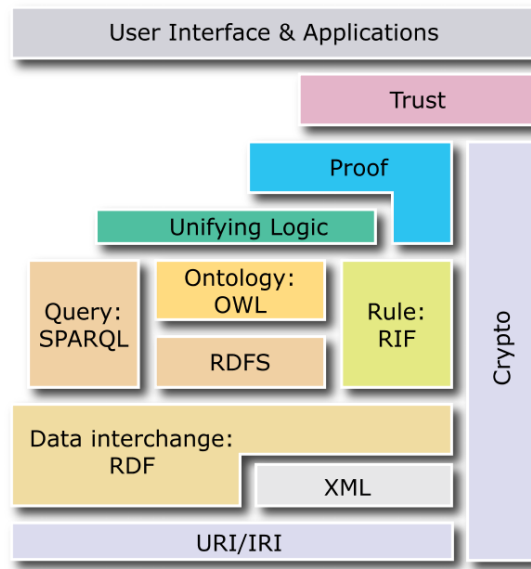 User Interface & Applications
Trust
Proof
Unifying Logic
Query:
SPARQL
Ontology:
OWL
RDFS
Rule:
RIF
Crypto
Data interchange:
RDF
XML
URI/IRI